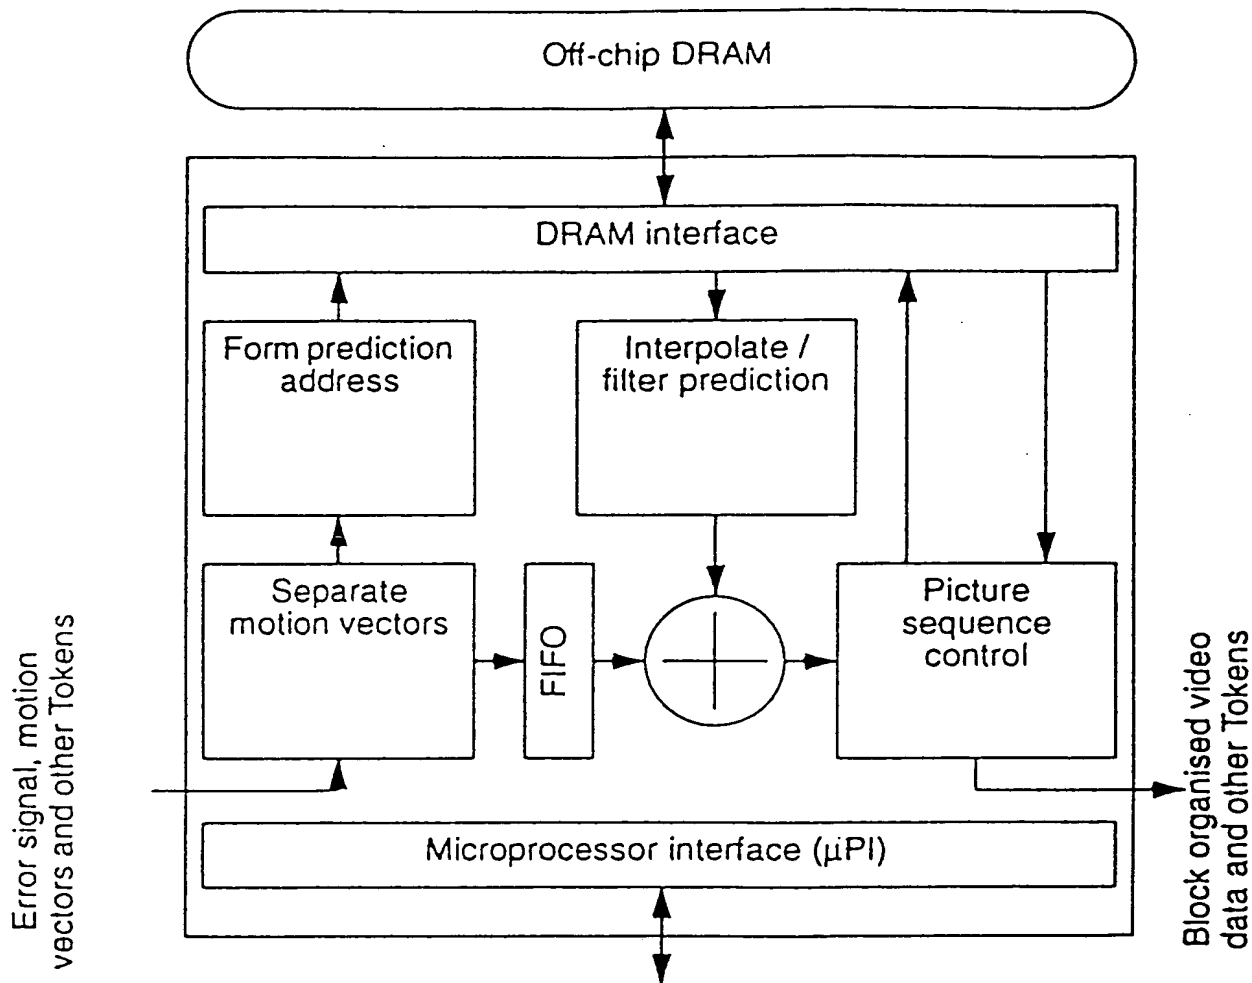 Off-chip DRAM
DRAM interface
Form prediction
address
Interpolate /
filter prediction
Separate
motion vectors
FIFO
Picture
sequence
control
Error signal, motion
vectors and other Tokens
Block organised video
data and other Tokens
Microprocessor interface (µPI)